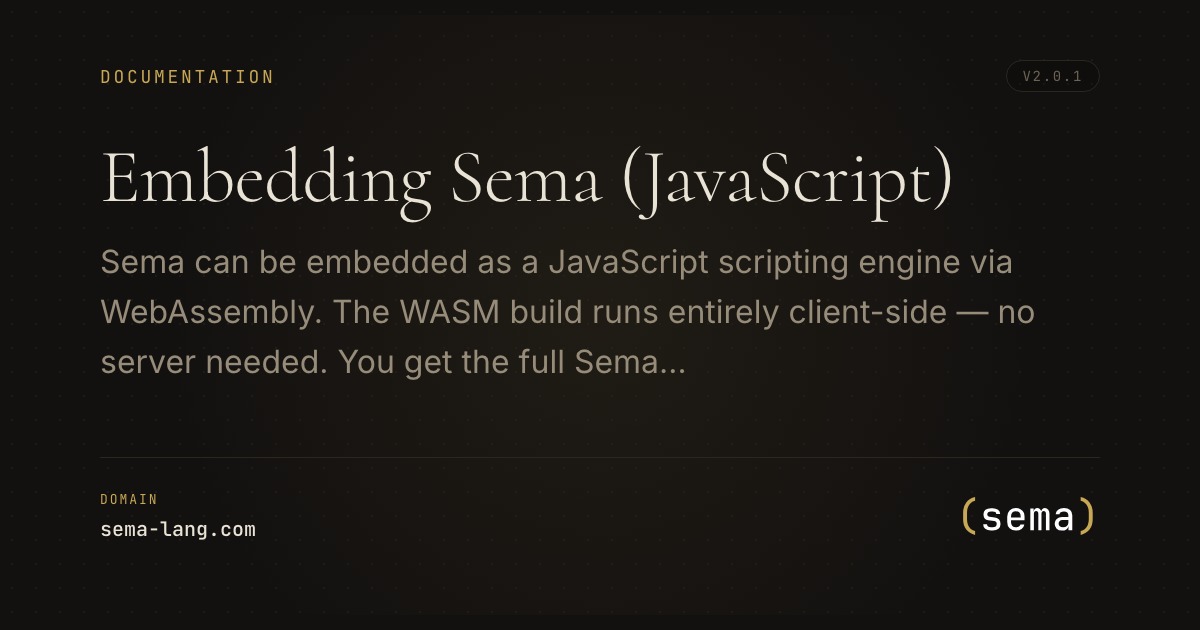 DOCUMENTATION
V2.0.1
Embedding Sema (JavaScript)
Sema can be embedded as a JavaScript scripting engine via
WebAssembly. The WASM build runs entirely client-side — no
server needed. You get the full Sema...
DOMAIN
sema-lang.com
(sema)